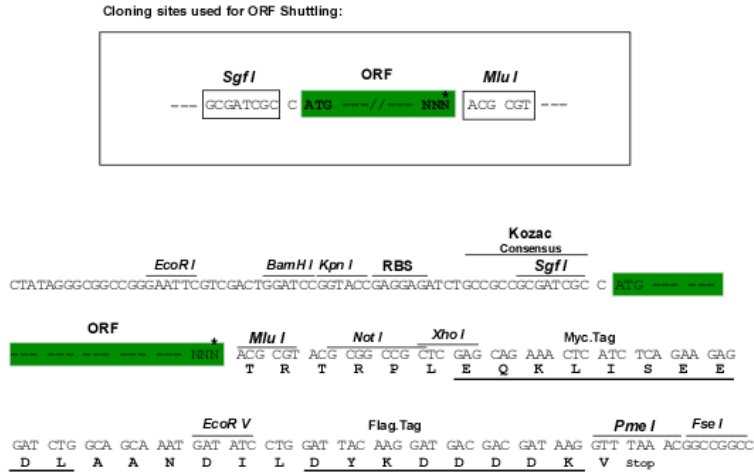 Cloning sites used for ORF Shuttling:
Sgf I ORF Mlu I
--- GCGATCGC C ATG ---//--- NNN* ACG CGT ---
Kozac
Consensus
EcoR I BamH I Kpn I RBS Sgf I
CTATAGGGCGGCCGGGAATTCGTCGACTGGATCCGGTACCGAGGAGATCTGCCGCCGCGATCGC C ATG --- ---
ORF Mlu I Not I Xho I Myc.Tag
--- --- --- --- --- NNN* ACG CGT ACG CGG CCG CTC GAG CAG AAA CTC ATC TCA GAA GAG
T R T R P L E Q K L I S E E
EcoR V Flag.Tag Pme I Fse I
GAT CTG GCA GCA AAT GAT ATC CTG GAT TAC AAG GAT GAC GAC GAT AAG GTT TAA ACGGCCGGCC
D L A A N D I L D Y K D D D D K V Stop